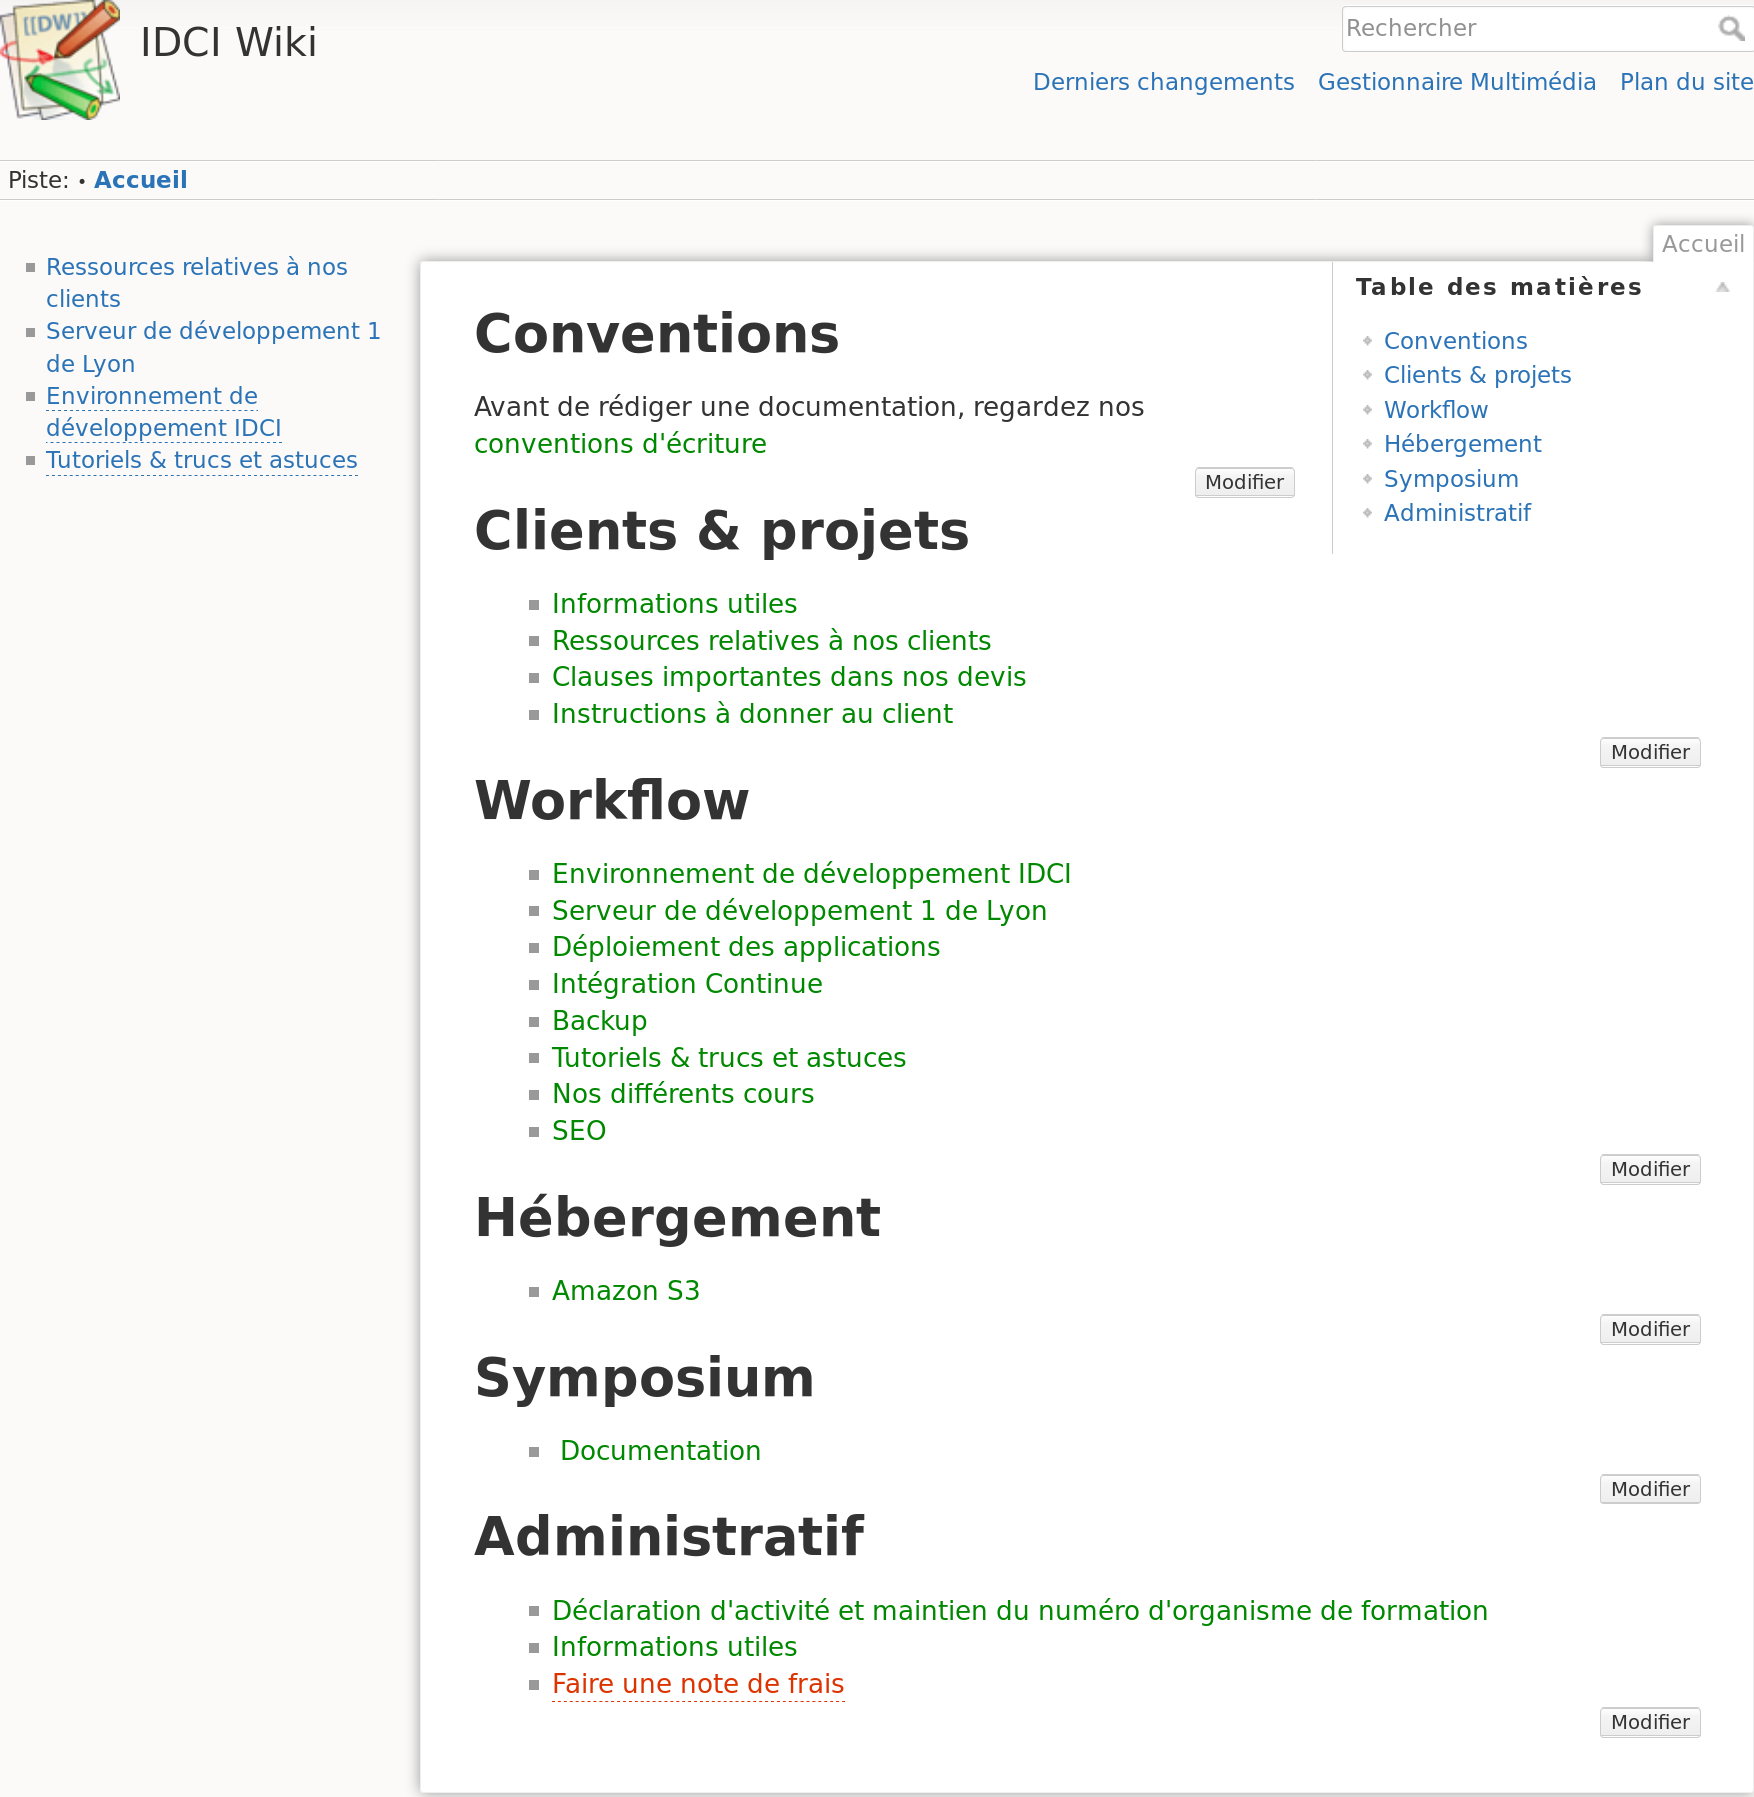 [[DW]]
IDCI Wiki
Rechercher
Derniers changements Gestionnaire Multimédia Plan du site
Piste: • Accueil
Accueil
Ressources relatives à nos
clients
Serveur de développement 1
de Lyon
Environnement de
développement IDCI
Tutoriels & trucs et astuces
Table des matières
Conventions
Clients & projets
Workflow
Hébergement
Symposium
Administratif
Conventions
Avant de rédiger une documentation, regardez nos
conventions d'écriture
Modifier
Clients & projets
Informations utiles
Ressources relatives à nos clients
Clauses importantes dans nos devis
Instructions à donner au client
Modifier
Workflow
Environnement de développement IDCI
Serveur de développement 1 de Lyon
Déploiement des applications
Intégration Continue
Backup
Tutoriels & trucs et astuces
Nos différents cours
SEO
Modifier
Hébergement
Amazon S3
Modifier
Symposium
Documentation
Modifier
Administratif
Déclaration d'activité et maintien du numéro d'organisme de formation
Informations utiles
Faire une note de frais
Modifier